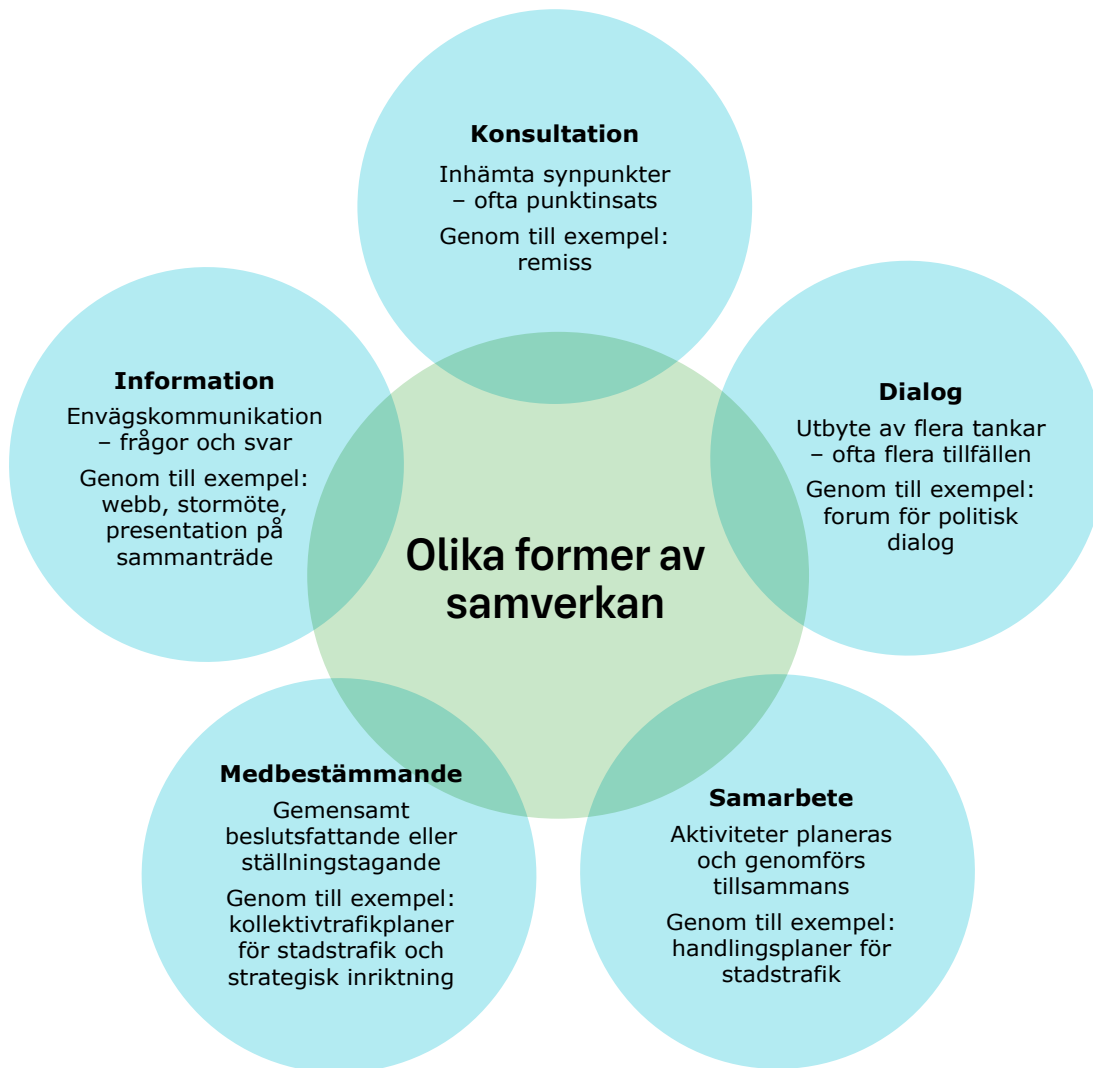 Konsultation
Inhämta synpunkter
– ofta punktinsats
Genom till exempel:
remiss
Information
Envägskommunikation
– frågor och svar
Genom till exempel:
webb, stormöte,
presentation på
sammanträde
Dialog
Utbyte av flera tankar
– ofta flera tillfällen
Genom till exempel:
forum för politisk
dialog
Olika former av
samverkan
Medbestämmande
Gemensamt
beslutsfattande eller
ställningstagande
Genom till exempel:
kollektivtrafikplaner
för stadstrafik och
strategisk inriktning
Samarbete
Aktiviteter planeras
och genomförs
tillsammans
Genom till exempel:
handlingsplaner för
stadstrafik